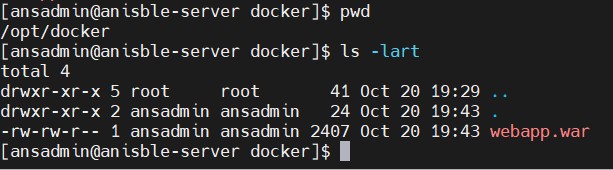 [ansadmin@anisble-server docker]$ pwd
/opt/docker
[ansadmin@anisble-server docker]$ ls -lart
total 4
drwxr-xr-x 5 root     root       41 Oct 20 19:29 ..
drwxr-xr-x 2 ansadmin ansadmin   24 Oct 20 19:43 .
-rw-rw-r-- 1 ansadmin ansadmin 2407 Oct 20 19:43 webapp.war
[ansadmin@anisble-server docker]$